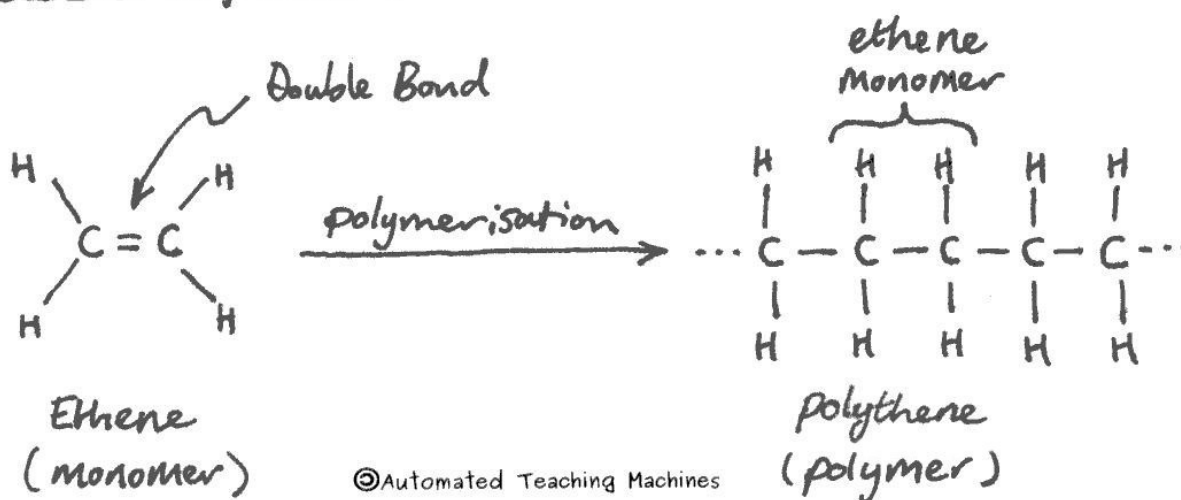 Double Bond
ethene
monomer
H H
C = C
H H
polymerisation
H H H H H
... C - C - C - C - C ...
H H H H H
Ethene
(monomer)
polythene
(polymer)
©Automated Teaching Machines